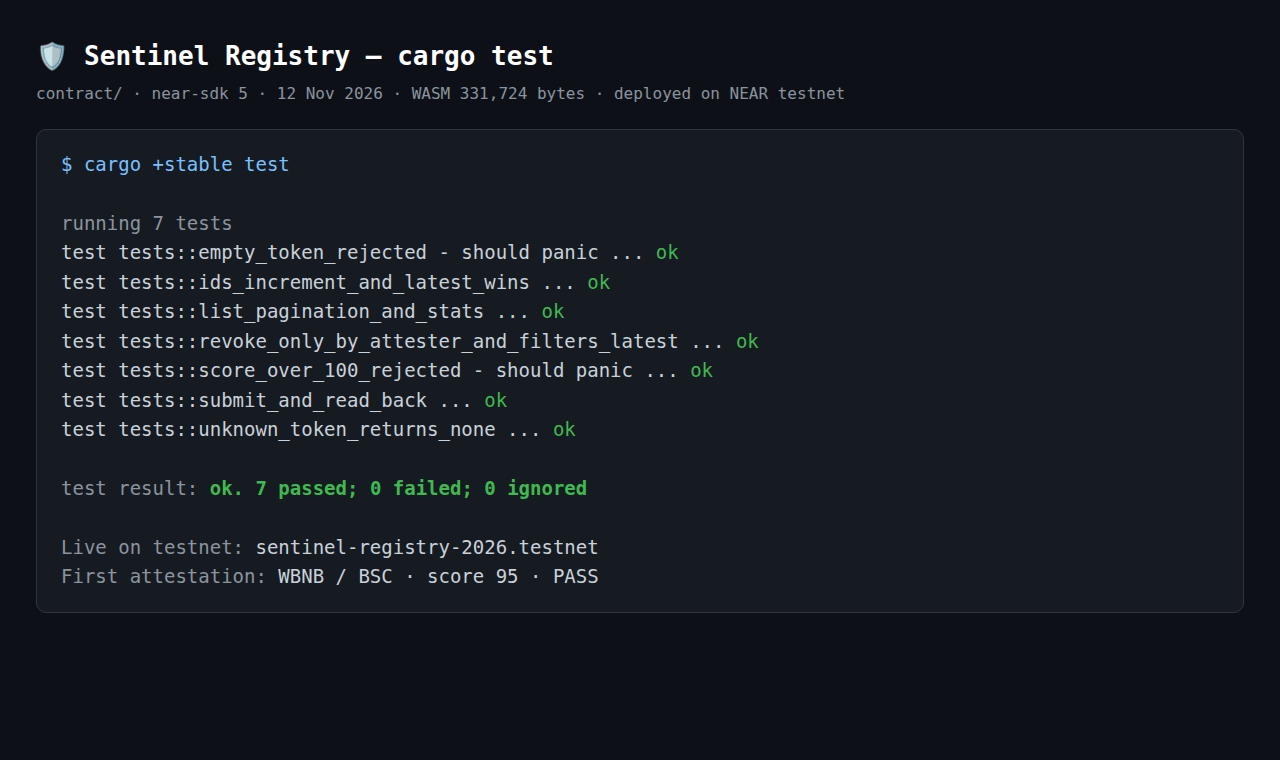 🛡️ Sentinel Registry — cargo test
contract/ · near-sdk 5 · 12 Nov 2026 · WASM 331,724 bytes · deployed on NEAR testnet
$ cargo +stable test
running 7 tests
test tests::empty_token_rejected - should panic ... ok
test tests::ids_increment_and_latest_wins ... ok
test tests::list_pagination_and_stats ... ok
test tests::revoke_only_by_attester_and_filters_latest ... ok
test tests::score_over_100_rejected - should panic ... ok
test tests::submit_and_read_back ... ok
test tests::unknown_token_returns_none ... ok
test result: ok. 7 passed; 0 failed; 0 ignored
Live on testnet: sentinel-registry-2026.testnet
First attestation: WBNB / BSC · score 95 · PASS